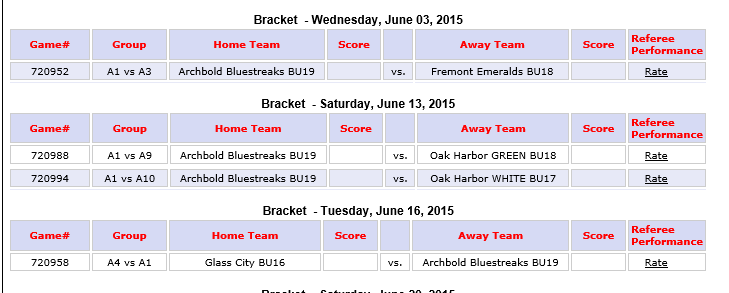 Bracket - Wednesday, June 03, 2015
Game# Group Home Team Score Away Team Score Referee Performance
720952 A1 vs A3 Archbold Bluestreaks BU19 vs. Fremont Emeralds BU18 Rate
Bracket - Saturday, June 13, 2015
Game# Group Home Team Score Away Team Score Referee Performance
720988 A1 vs A9 Archbold Bluestreaks BU19 vs. Oak Harbor GREEN BU18 Rate
720994 A1 vs A10 Archbold Bluestreaks BU19 vs. Oak Harbor WHITE BU17 Rate
Bracket - Tuesday, June 16, 2015
Game# Group Home Team Score Away Team Score Referee Performance
720958 A4 vs A1 Glass City BU16 vs. Archbold Bluestreaks BU19 Rate